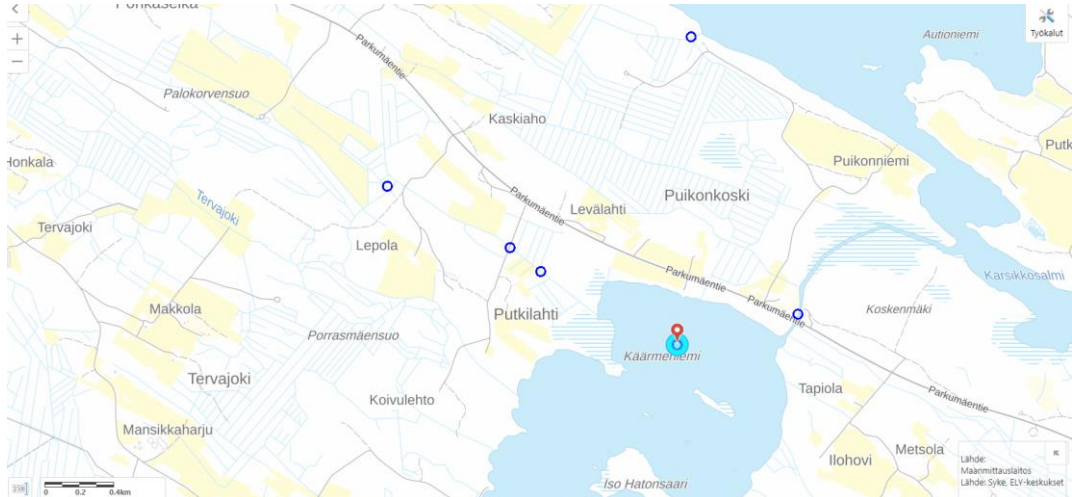 Autioniemi
Työkalut
Parkumäentie
Palokorvensuo
Kaskiaho
Honkala
Puikonniemi
Tervajoki
Parkumäentie
Levälahti
Puikonkoski
Tervajoki
Lepola
Parkumäentie
Karsikkosalmi
Makkola
Putkilahti
Parkumäentie
Koskenmäki
Porrasmäensuo
Käärmeniemi
Tervajoki
Koivulehto
Tapiola
Parkumäentie
Mansikkaharju
Metsola
Ilohovi
Lähde:
Maanmittauslaitos
Lähde: Syke, ELY-keskukset
Iso Hatonsaari
0 0.2 0.4km